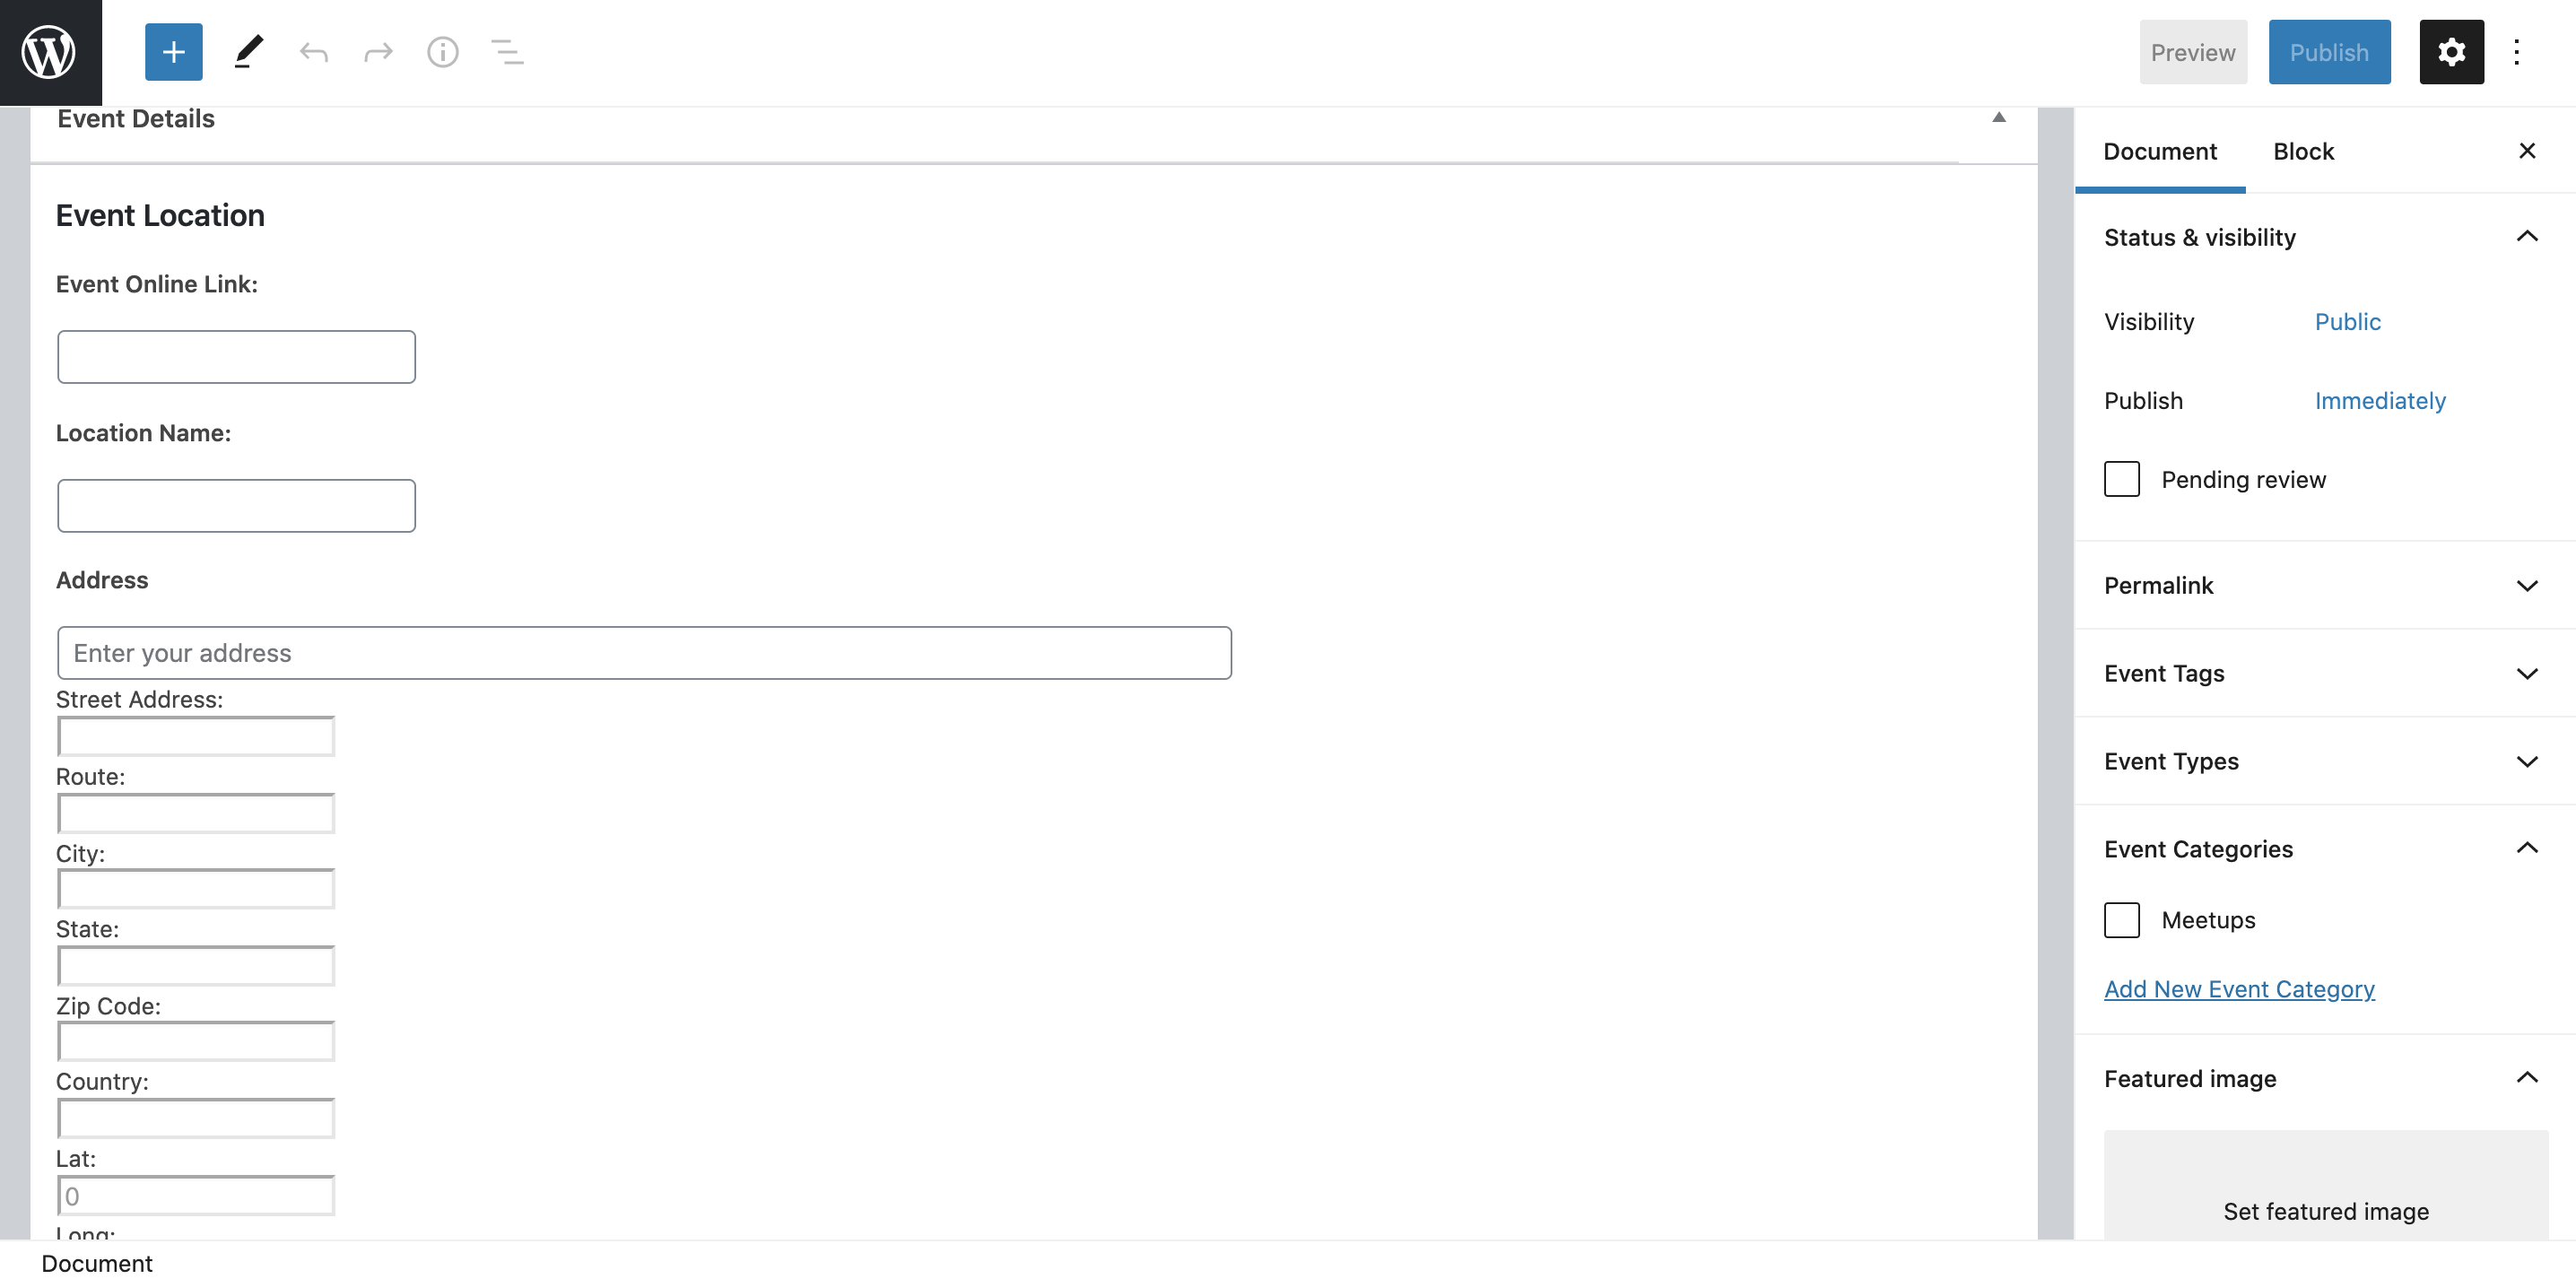 Preview
Publish
Event Details
Event Location
Event Online Link:
Location Name:
Address
Enter your address
Street Address:
Route:
City:
State:
Zip Code:
Country:
Lat:
0
Long:
Document
Document
Block
Status & visibility
Visibility
Public
Publish
Immediately
Pending review
Permalink
Event Tags
Event Types
Event Categories
Meetups
Add New Event Category
Featured image
Set featured image